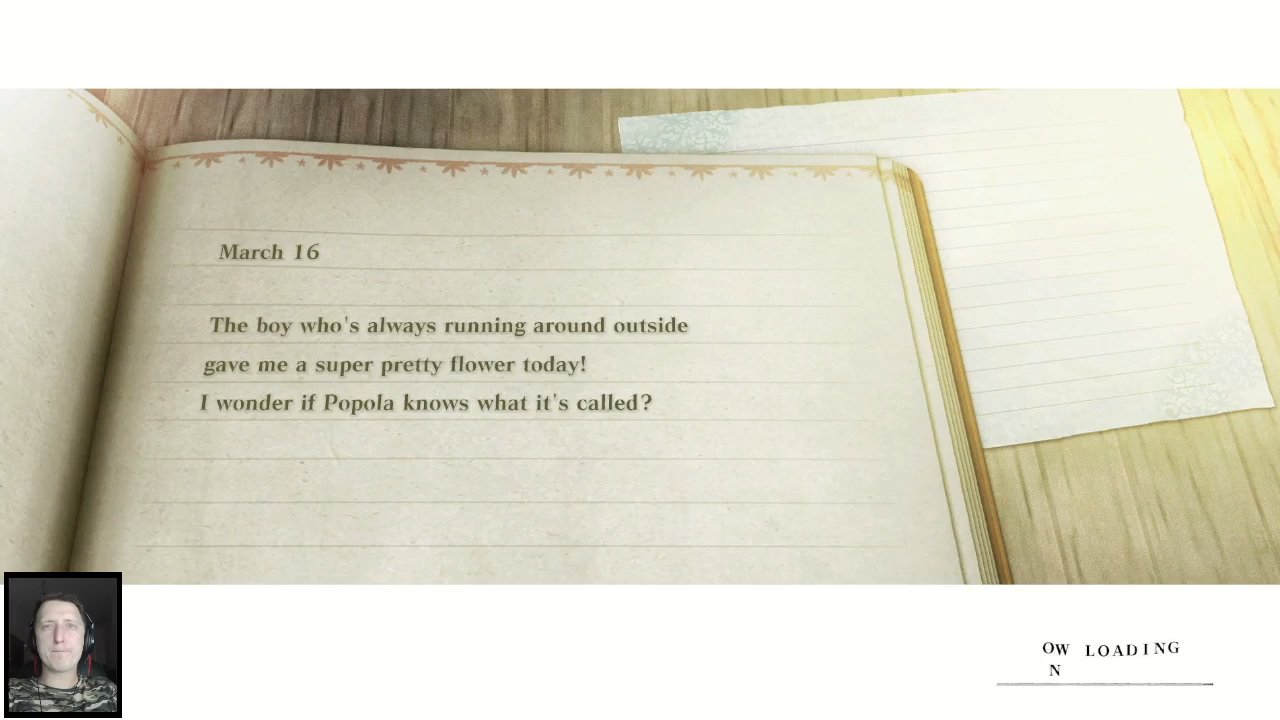 March 16
The boy who's always running around outside
gave me a super pretty flower today!
I wonder if Popola knows what it's called?
NOW LOADING